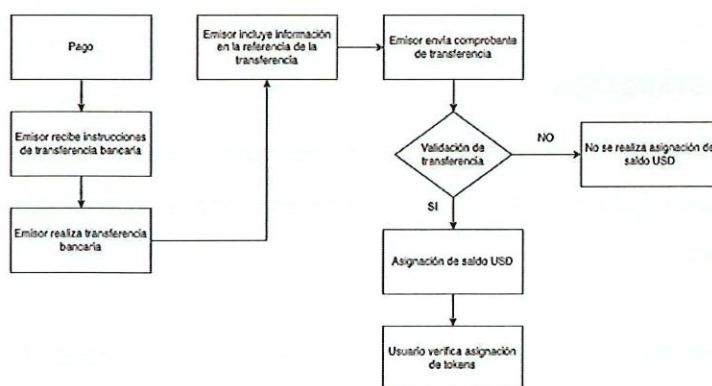 Pago
Emisor recibe instrucciones
de transferencia bancaria
Emisor realiza transferencia
bancaria
Emisor incluye información
en la referencia de la
transferencia
Emisor envía comprobante
de transferencia
Validación de
transferencia
NO
No se realiza asignación de
saldo USD
SI
Asignación de saldo USD
Usuario verifica asignación
de tokens